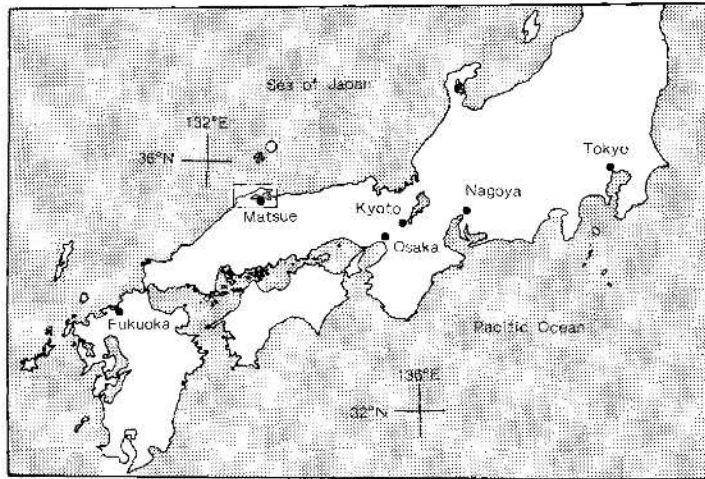 Sea of Japan
132°E
36°N
Tokyo
Nagoya
Kyoto
Matsue
Osaka
Fukuoka
Pacific Ocean
136°E
32°N